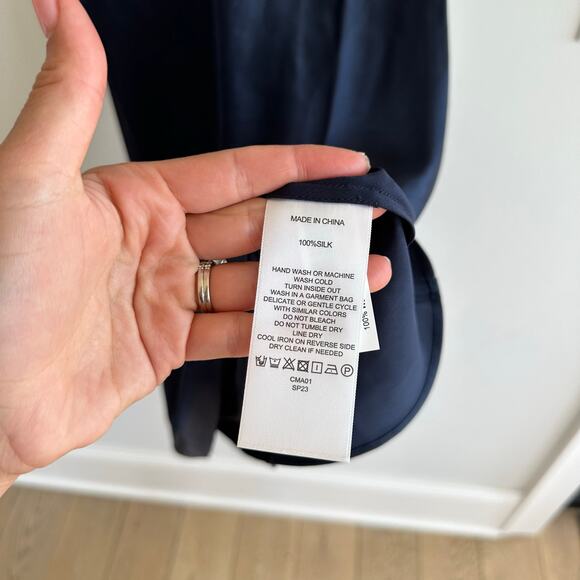 MADE IN CHINA
100%SILK
HAND WASH OR MACHINE
WASH COLD
TURN INSIDE OUT
WASH IN A GARMENT BAG
DELICATE OR GENTLE CYCLE
WITH SIMILAR COLORS
DO NOT BLEACH
DO NOT TUMBLE DRY
LINE DRY
COOL IRON ON REVERSE SIDE
DRY CLEAN IF NEEDED
P
CMA01
SP23
100%